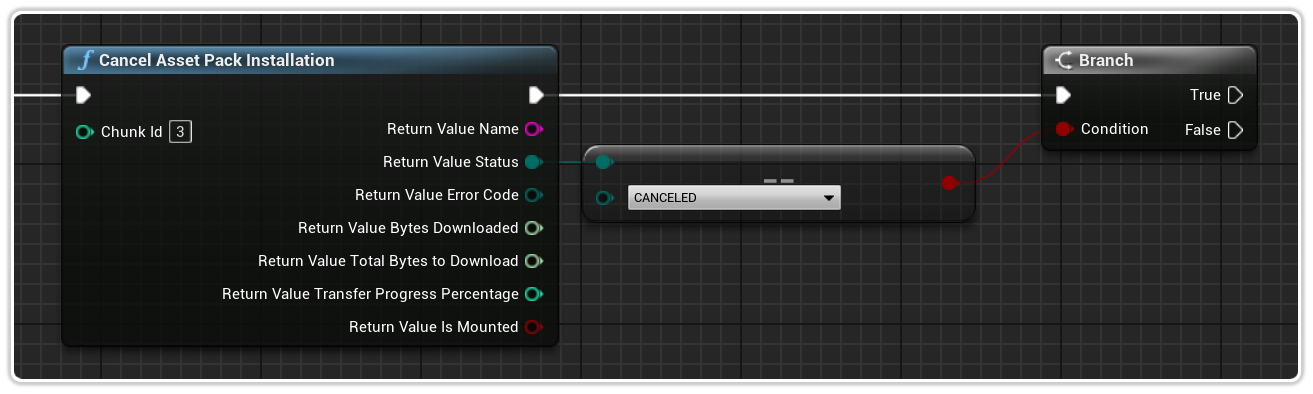 f Cancel Asset Pack Installation
Chunk Id 3
Return Value Name
Return Value Status
Return Value Error Code
Return Value Bytes Downloaded
Return Value Total Bytes to Download
Return Value Transfer Progress Percentage
Return Value Is Mounted
==
CANCELED
Branch
True
Condition
False